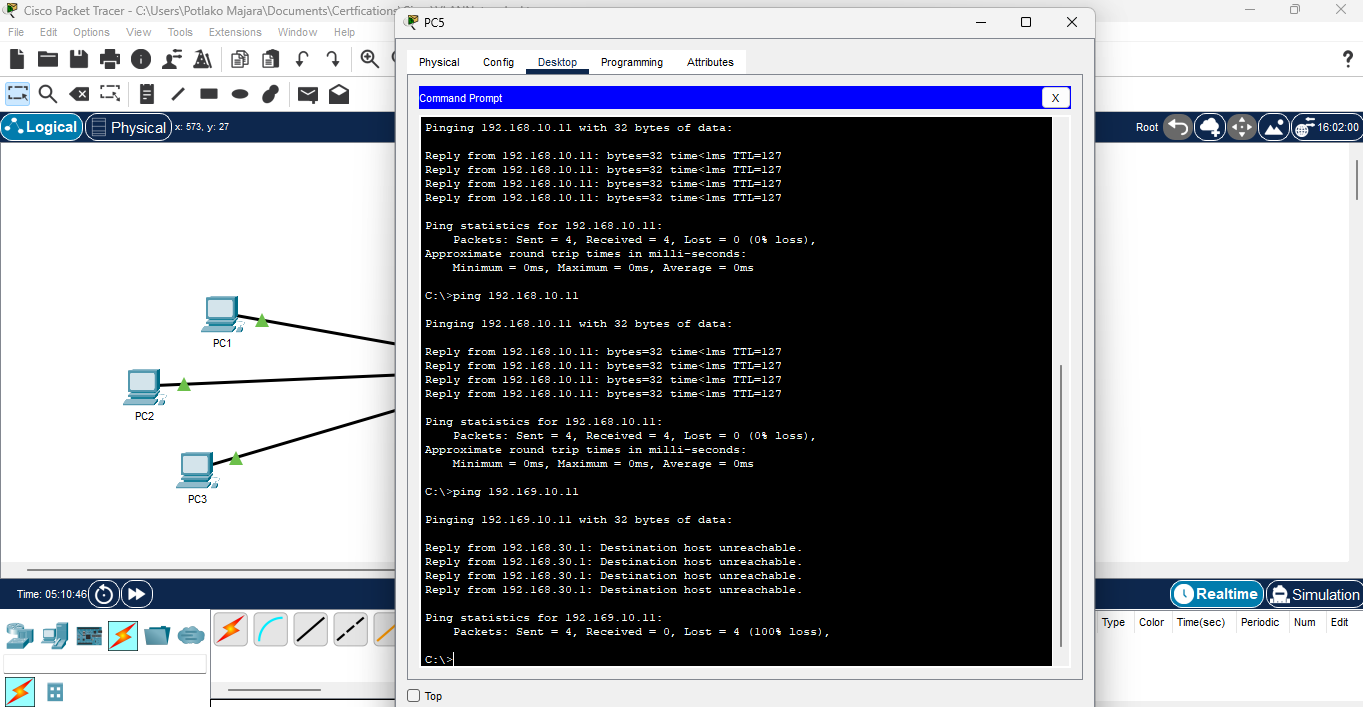 Cisco Packet Tracer - C:\Users\Potlako Majara\Documents\Certfications\
PC5
File Edit Options View Tools Extensions Window Help
Physical Config Desktop Programming Attributes
Command Prompt
X
Logical
Physical
x: 573, y: 27
Root
16:02:00
Pinging 192.168.10.11 with 32 bytes of data:
Reply from 192.168.10.11: bytes=32 time<1ms TTL=127
Reply from 192.168.10.11: bytes=32 time<1ms TTL=127
Reply from 192.168.10.11: bytes=32 time<1ms TTL=127
Reply from 192.168.10.11: bytes=32 time<1ms TTL=127
Ping statistics for 192.168.10.11:
Packets: Sent = 4, Received = 4, Lost = 0 (0% loss),
Approximate round trip times in milli-seconds:
Minimum = 0ms, Maximum = 0ms, Average = 0ms
C:\>ping 192.168.10.11
Pinging 192.168.10.11 with 32 bytes of data:
Reply from 192.168.10.11: bytes=32 time<1ms TTL=127
Reply from 192.168.10.11: bytes=32 time<1ms TTL=127
Reply from 192.168.10.11: bytes=32 time<1ms TTL=127
Reply from 192.168.10.11: bytes=32 time<1ms TTL=127
Ping statistics for 192.168.10.11:
Packets: Sent = 4, Received = 4, Lost = 0 (0% loss),
Approximate round trip times in milli-seconds:
Minimum = 0ms, Maximum = 0ms, Average = 0ms
C:\>ping 192.169.10.11
Pinging 192.169.10.11 with 32 bytes of data:
Reply from 192.168.30.1: Destination host unreachable.
Reply from 192.168.30.1: Destination host unreachable.
Reply from 192.168.30.1: Destination host unreachable.
Reply from 192.168.30.1: Destination host unreachable.
Ping statistics for 192.169.10.11:
Packets: Sent = 4, Received = 0, Lost = 4 (100% loss),
C:\>
PC1
PC2
PC3
Time: 05:10:46
Realtime
Simulation
Type Color Time(sec) Periodic Num Edit
Top